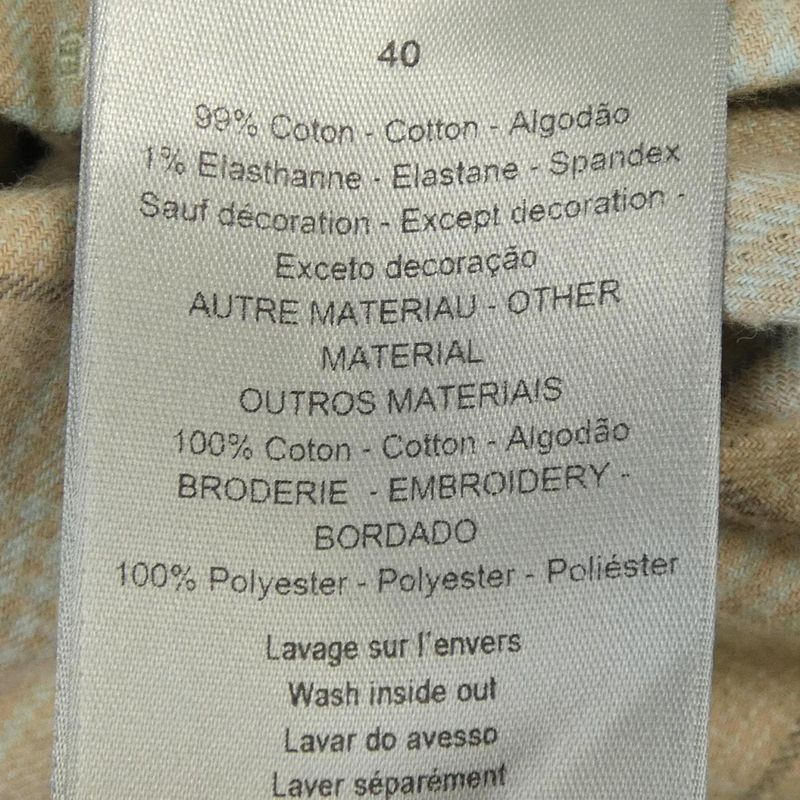 40
99% Coton - Cotton - Algodão
1% Elasthanne - Elastane - Spandex
Sauf décoration - Except decoration -
Exceto decoração
AUTRE MATERIAU - OTHER
MATERIAL
OUTROS MATERIAIS
100% Coton - Cotton - Algodão
BRODERIE - EMBROIDERY -
BORDADO
100% Polyester - Polyester - Poliéster
Lavage sur l'envers
Wash inside out
Lavar do avesso
Laver séparément